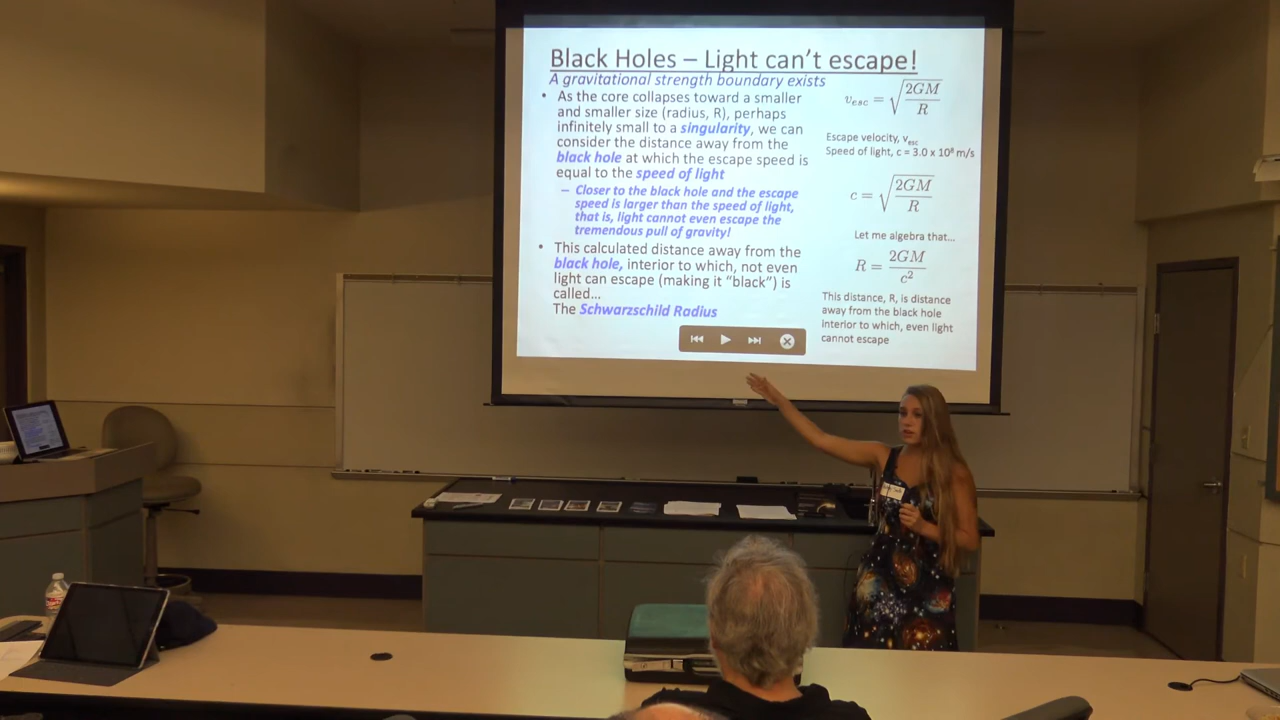 Black Holes – Light can't escape!
A gravitational strength boundary exists
• As the core collapses toward a smaller
and smaller size (radius, R), perhaps
infinitely small to a singularity, we can
consider the distance away from the
black hole at which the escape speed is
equal to the speed of light
– Closer to the black hole and the escape
speed is larger than the speed of light,
that is, light cannot even escape the
tremendous pull of gravity!
• This calculated distance away from the
black hole, interior to which, not even
light can escape (making it “black”) is
called...
The Schwarzschild Radius
v_esc = √(2GM/R)
Escape velocity, v_esc
Speed of light, c = 3.0 x 10⁸ m/s
c = √(2GM/R)
Let me algebra that...
R = 2GM/c²
This distance, R, is distance
away from the black hole
interior to which, even light
cannot escape